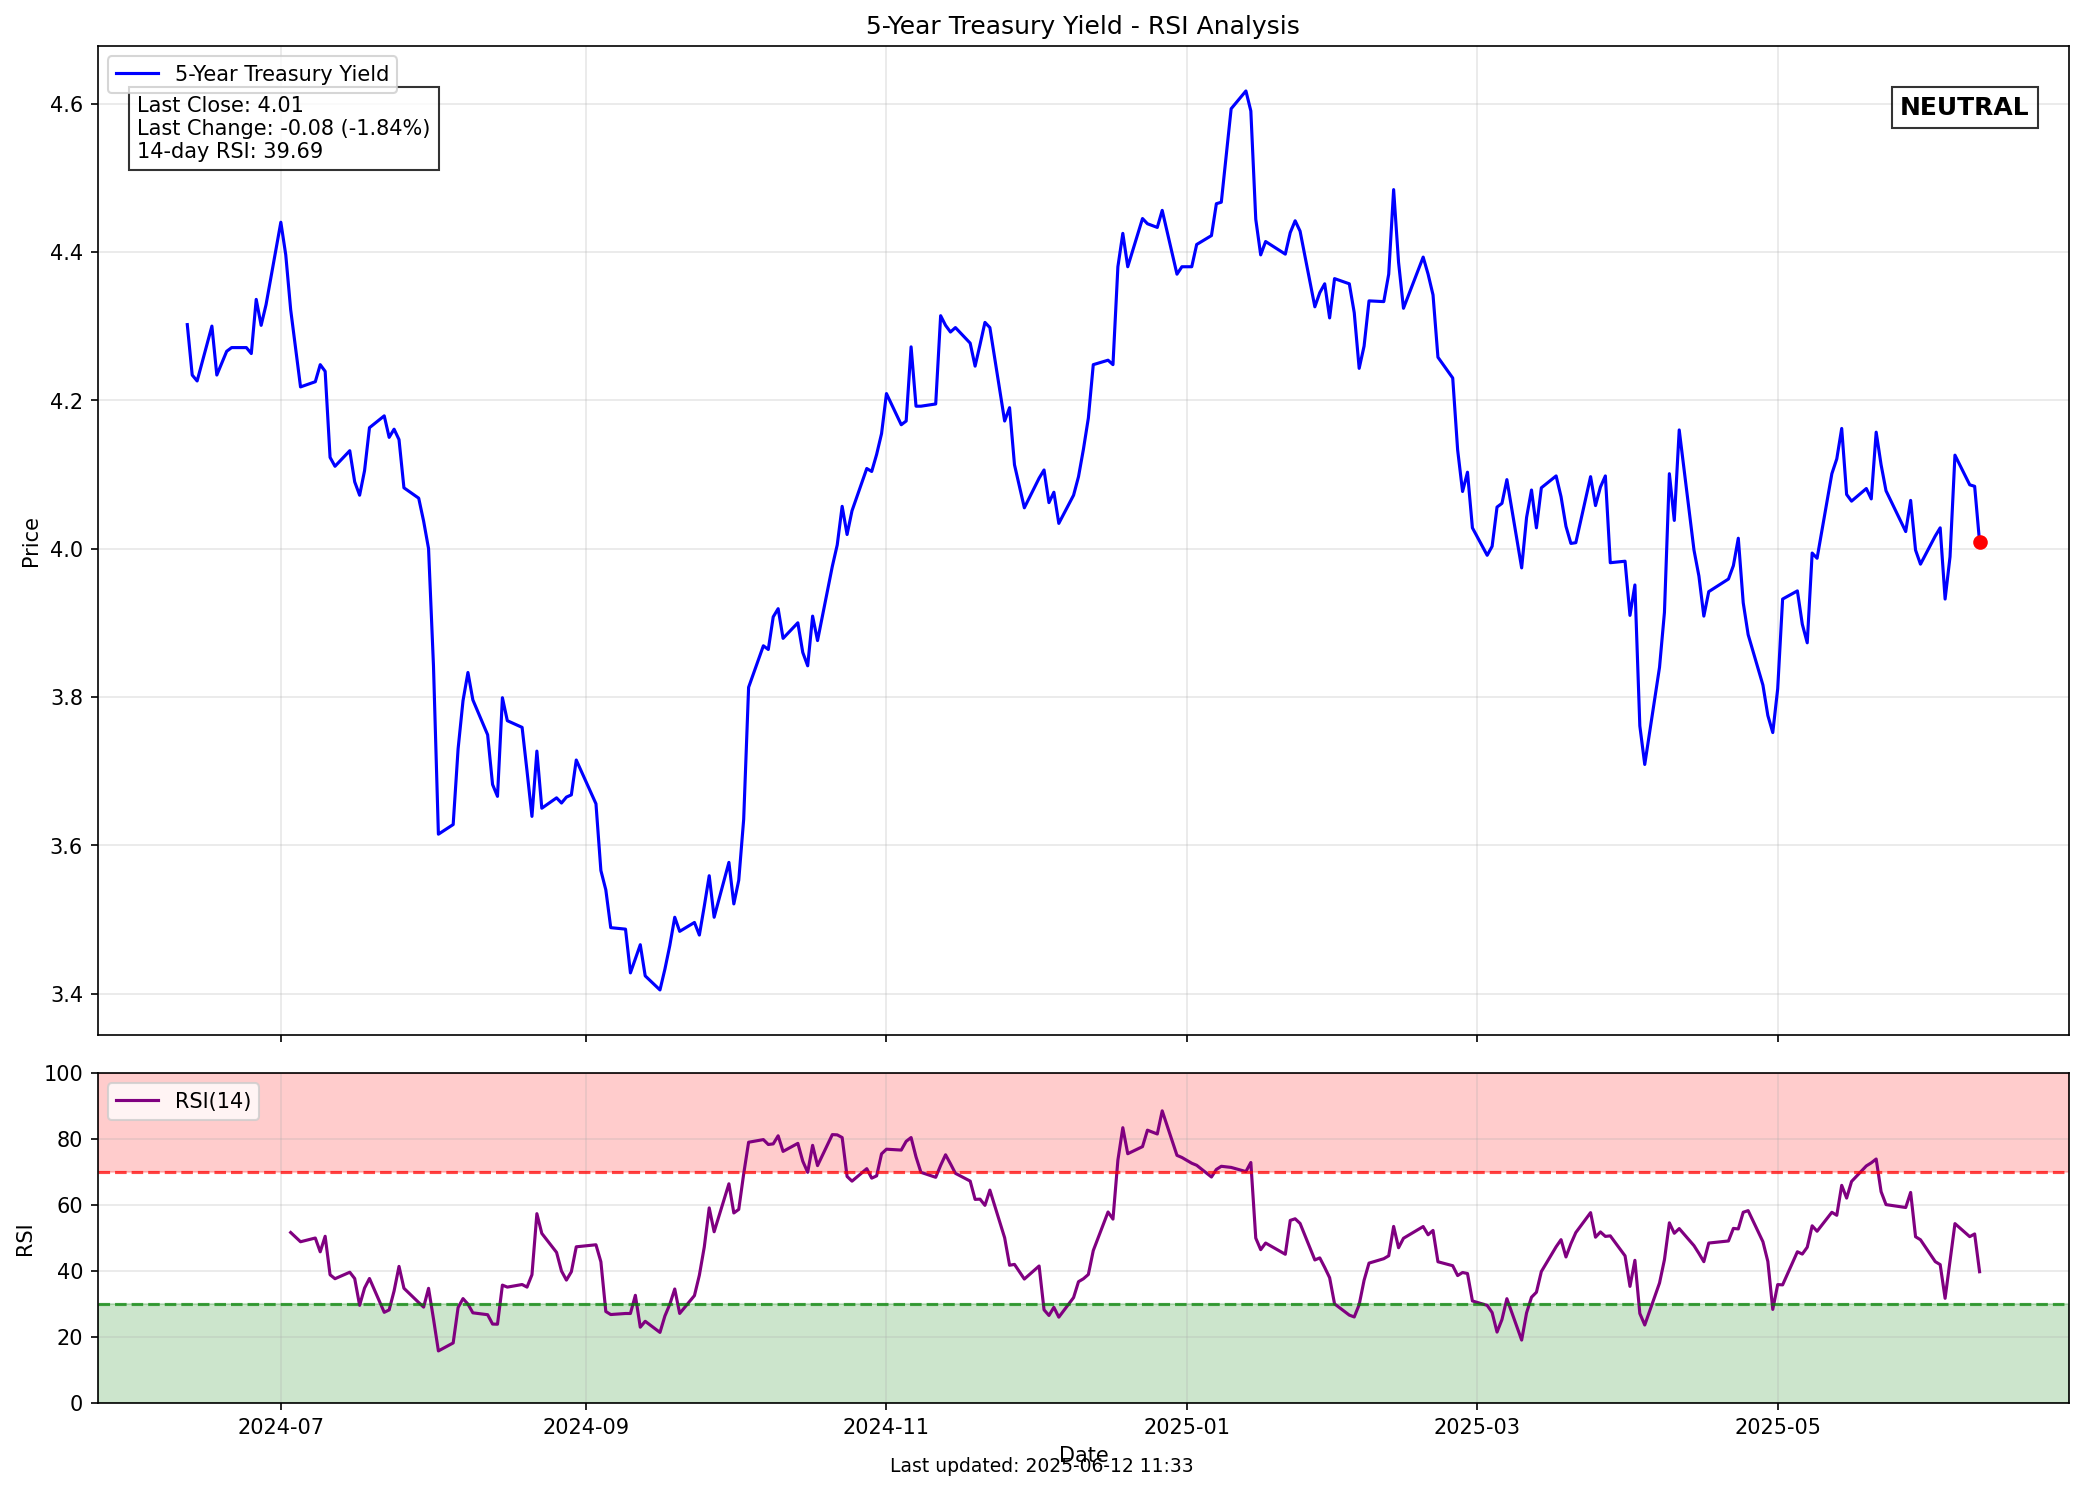 5-Year Treasury Yield - RSI Analysis
5-Year Treasury Yield
Last Close: 4.01
Last Change: -0.08 (-1.84%)
14-day RSI: 39.69
NEUTRAL
4.6
4.4
4.2
4.0
3.8
3.6
3.4
Price
RSI(14)
100
80
60
40
20
0
RSI
2024-07
2024-09
2024-11
2025-01
2025-03
2025-05
Date
Last updated: 2025-06-12 11:33